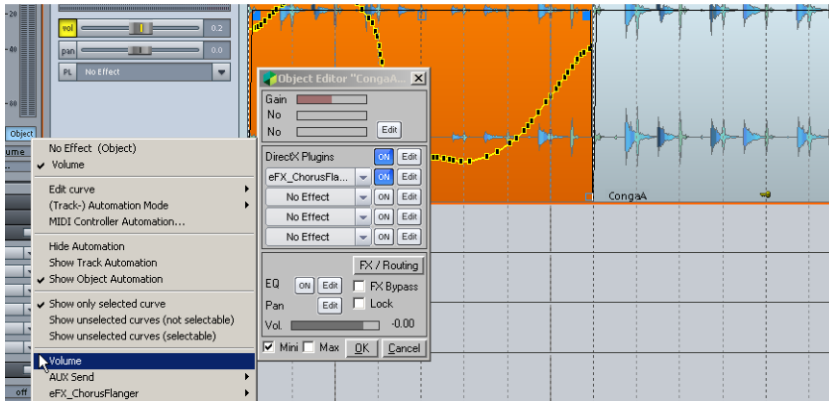 -20
vol
0.2
-40
pan
0.0
PL
No Effect
-60
Object
No Effect (Object)
✓ Volume
Edit curve
(Track-) Automation Mode
MIDI Controller Automation...
Hide Automation
Show Track Automation
✓ Show Object Automation
✓ Show only selected curve
Show unselected curves (not selectable)
Show unselected curves (selectable)
Volume
AUX Send
eFX_ChorusFlanger
off
Object Editor "CongaA...
Gain
No
No
Edit
DirectX Plugins ON Edit
eFX_ChorusFla... ON Edit
No Effect ON Edit
No Effect ON Edit
No Effect ON Edit
FX / Routing
EQ ON Edit FX Bypass
Pan Edit Lock
Vol. -0.00
Mini Max OK Cancel
CongaA